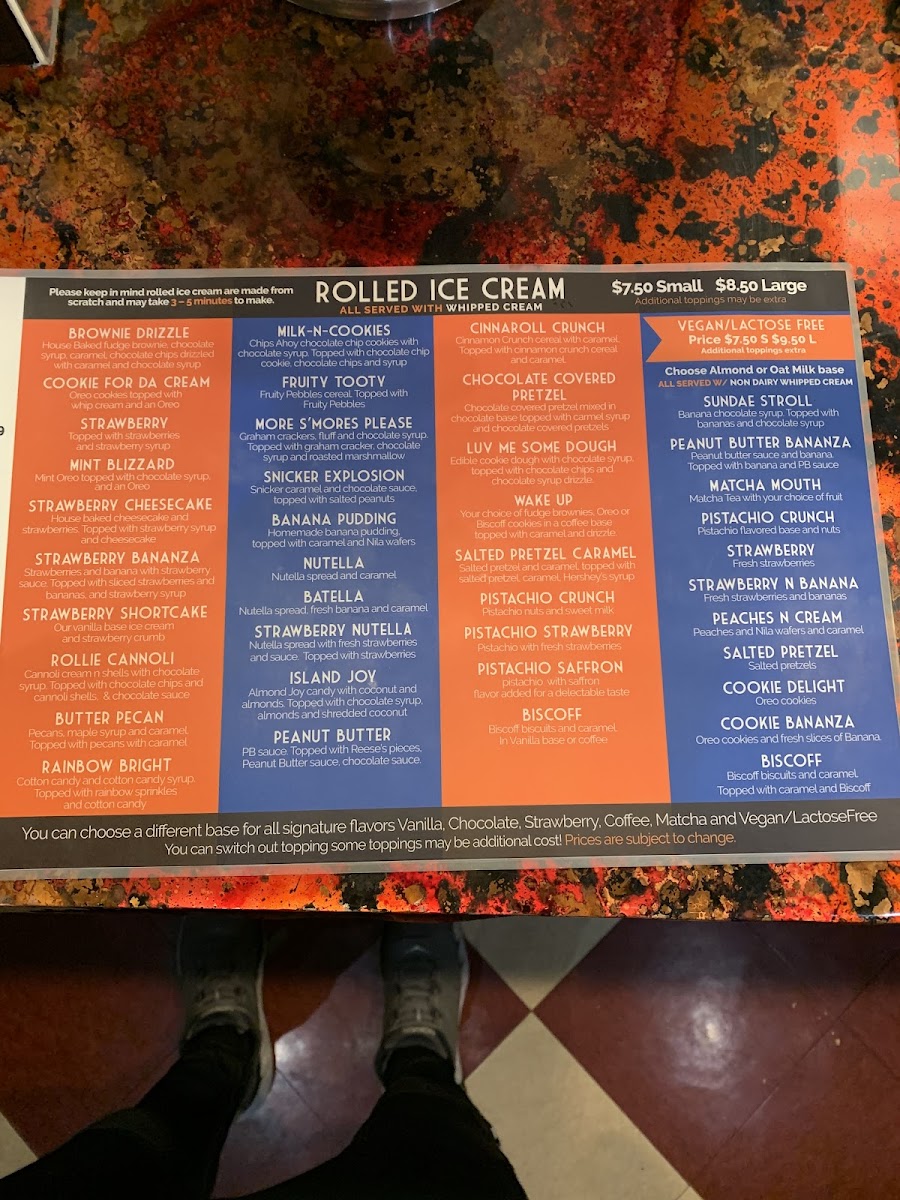 9
Please keep in mind rolled ice cream are made from
scratch and may take 3 – 5 minutes to make.
ROLLED ICE CREAM
ALL SERVED WITH WHIPPED CREAM
$7.50 Small $8.50 Large
Additional toppings may be extra
BROWNIE DRIZZLE
House Baked fudge brownie, chocolate
syrup, caramel, chocolate chips drizzled
with caramel and chocolate syrup
COOKIE FOR DA CREAM
Oreo cookies topped with
whip cream and an Oreo
STRAWBERRY
Topped with strawberries
and strawberry syrup
MINT BLIZZARD
Mint Oreo topped with chocolate syrup,
and an Oreo
STRAWBERRY CHEESECAKE
House baked cheesecake and
strawberries. Topped with strawberry syrup
and cheesecake
STRAWBERRY BANANZA
Strawberries and banana with strawberry
sauce. Topped with sliced strawberries and
bananas, and strawberry syrup
STRAWBERRY SHORTCAKE
Our vanilla base ice cream
and strawberry crumb
ROLLIE CANNOLI
Cannoli cream n shells with chocolate
syrup. Topped with chocolate chips and
cannoli shells, & chocolate sauce
BUTTER PECAN
Pecans, maple syrup and caramel.
Topped with pecans with caramel
RAINBOW BRIGHT
Cotton candy and cotton candy syrup.
Topped with rainbow sprinkles
and cotton candy
MILK-N-COOKIES
Chips Ahoy chocolate chip cookies with
chocolate syrup. Topped with chocolate chip
cookie, chocolate chips and syrup
FRUITY TOOTY
Fruity Pebbles cereal. Topped with
Fruity Pebbles
MORE S'MORES PLEASE
Graham crackers, fluff and chocolate syrup.
Topped with graham cracker, chocolate
syrup and roasted marshmallow
SNICKER EXPLOSION
Snicker caramel and chocolate sauce,
topped with salted peanuts
BANANA PUDDING
Homemade banana pudding,
topped with caramel and Nila wafers
NUTELLA
Nutella spread and caramel
BATELLA
Nutella spread, fresh banana and caramel
STRAWBERRY NUTELLA
Nutella spread with fresh strawberries
and sauce. Topped with strawberries
ISLAND JOY
Almond Joy candy with coconut and
almonds. Topped with chocolate syrup,
almonds and shredded coconut
PEANUT BUTTER
PB sauce. Topped with Reese's pieces,
Peanut Butter sauce, chocolate sauce.
CINNAROLL CRUNCH
Cinnamon Crunch cereal with caramel.
Topped with cinnamon crunch cereal
and caramel
CHOCOLATE COVERED
PRETZEL
Chocolate covered pretzel mixed in
chocolate base topped with carmel syrup
and chocolate covered pretzels
LUV ME SOME DOUGH
Edible cookie dough with chocolate syrup,
topped with chocolate chips and
chocolate syrup drizzle.
WAKE UP
Your choice of fudge brownies, Oreo or
Biscoff cookies in a coffee base
topped with caramel and drizzle.
SALTED PRETZEL CARAMEL
Salted pretzel and caramel, topped with
salted pretzel, caramel, Hershey's syrup
PISTACHIO CRUNCH
Pistachio nuts and sweet milk
PISTACHIO STRAWBERRY
Pistachio with fresh strawberries
PISTACHIO SAFFRON
pistachio with saffron
flavor added for a delectable taste
BISCOFF
Biscoff biscuits and caramel
In Vanilla base or coffee
VEGAN/LACTOSE FREE
Price $7.50 S $9.50 L
Additional toppings extra
Choose Almond or Oat Milk base
ALL SERVED W/ NON DAIRY WHIPPED CREAM
SUNDAE STROLL
Banana chocolate syrup. Topped with
bananas and chocolate syrup
PEANUT BUTTER BANANZA
Peanut butter sauce and banana.
Topped with banana and PB sauce
MATCHA MOUTH
Matcha Tea with your choice of fruit
PISTACHIO CRUNCH
Pistachio flavored base and nuts
STRAWBERRY
Fresh strawberries
STRAWBERRY N BANANA
Fresh strawberries and bananas
PEACHES N CREAM
Peaches and Nila wafers and caramel
SALTED PRETZEL
Salted pretzels
COOKIE DELIGHT
Oreo cookies
COOKIE BANANZA
Oreo cookies and fresh slices of Banana.
BISCOFF
Biscoff biscuits and caramel
Topped with caramel and Biscoff
You can choose a different base for all signature flavors Vanilla, Chocolate, Strawberry, Coffee, Matcha and Vegan/LactoseFree
You can switch out topping some toppings may be additional cost! Prices are subject to change.